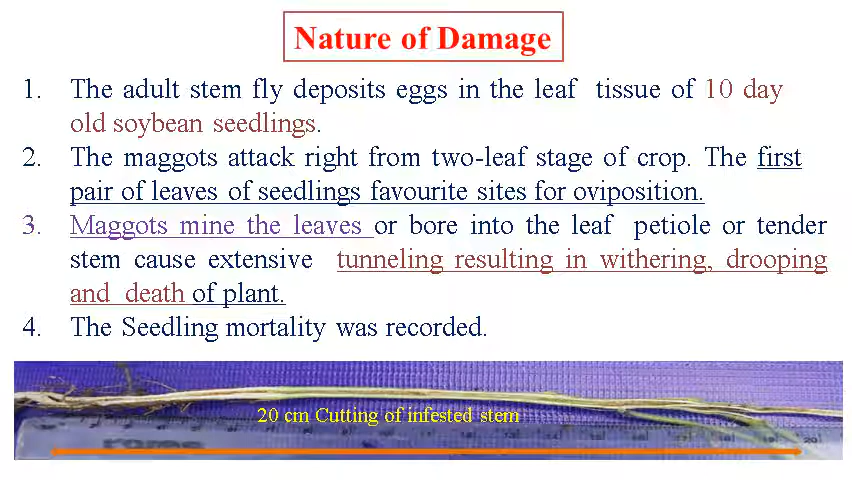 Nature of Damage
1. The adult stem fly deposits eggs in the leaf tissue of 10 day
old soybean seedlings.
2. The maggots attack right from two-leaf stage of crop. The first
pair of leaves of seedlings favourite sites for oviposition.
3. Maggots mine the leaves or bore into the leaf petiole or tender
stem cause extensive tunneling resulting in withering, drooping
and death of plant.
4. The Seedling mortality was recorded.
20 cm Cutting of infested stem